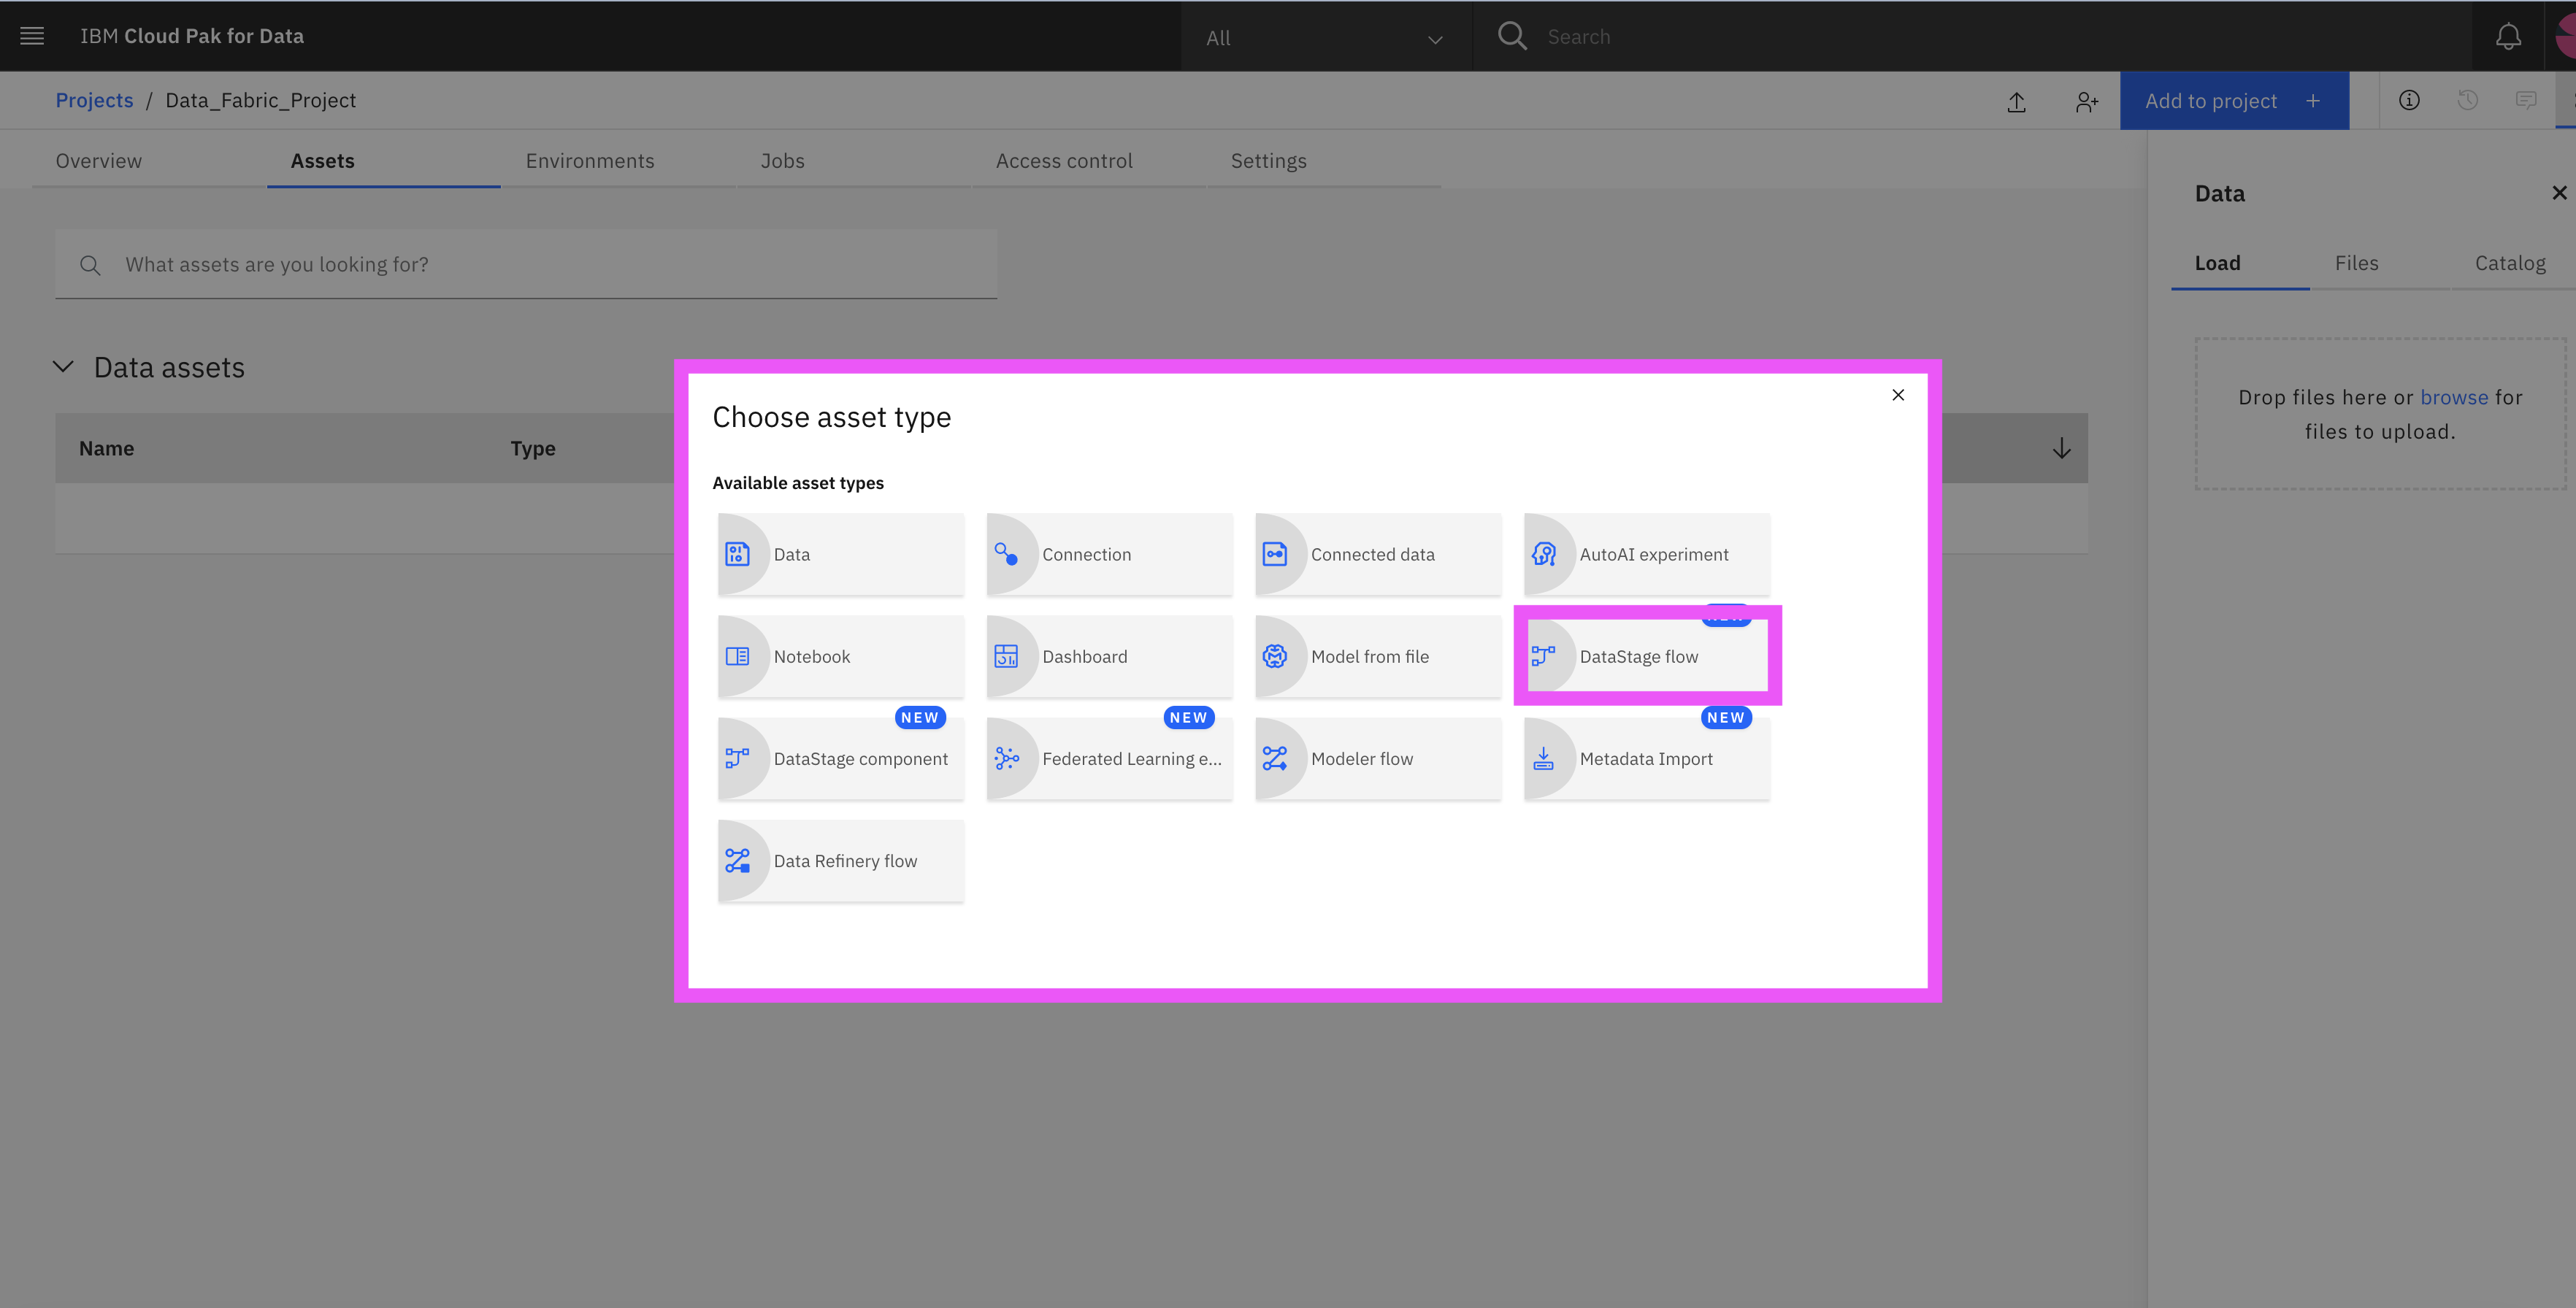 IBM Cloud Pak for Data
All
Search
Projects / Data_Fabric_Project
Add to project +
Overview
Assets
Environments
Jobs
Access control
Settings
Data
Load
Files
Catalog
What assets are you looking for?
Drop files here or browse for
files to upload.
Data assets
Name
Type
Choose asset type
Available asset types
Data
Connection
Connected data
AutoAI experiment
Notebook
Dashboard
Model from file
DataStage flow
NEW
DataStage component
NEW
Federated Learning e...
Modeler flow
NEW
Metadata Import
Data Refinery flow